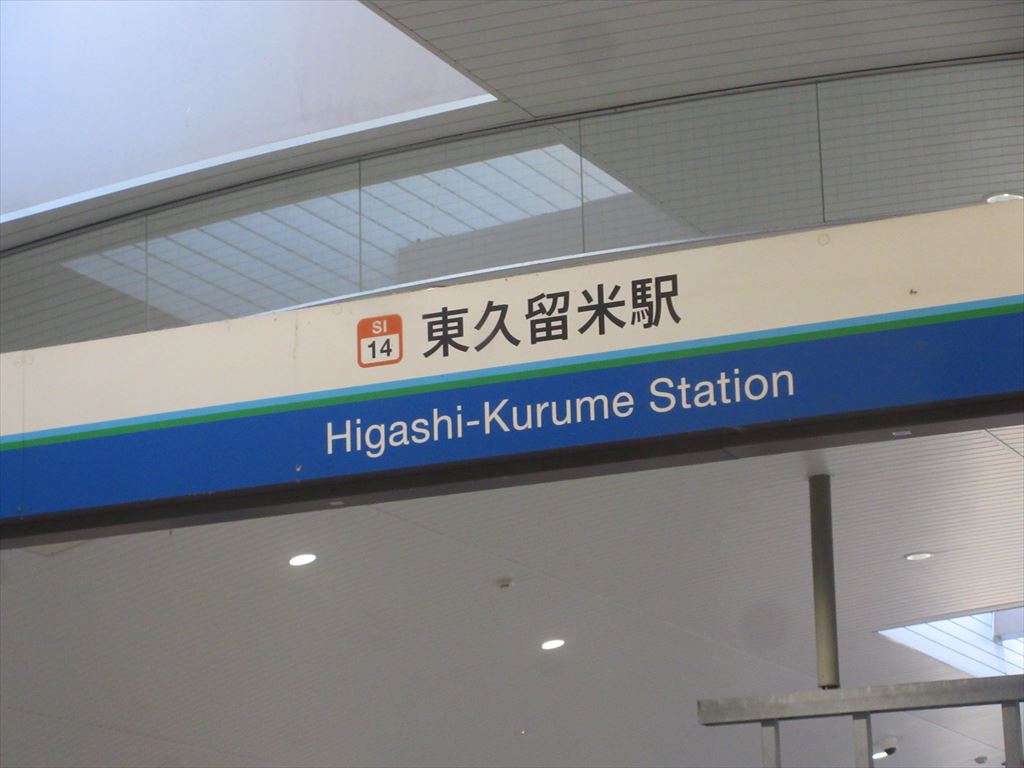 SI
14
東久留米駅
Higashi-Kurume Station